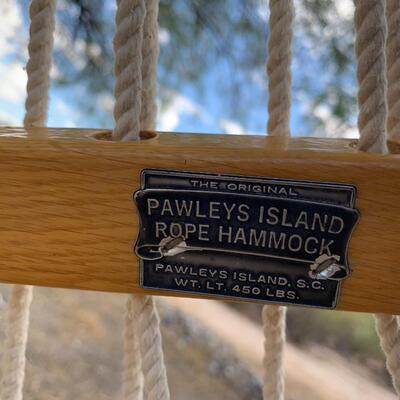 THE ORIGINAL
PAWLEYS ISLAND
ROPE HAMMOCK
PAWLEYS ISLAND, S.C.
WT. LT. 450 LBS.